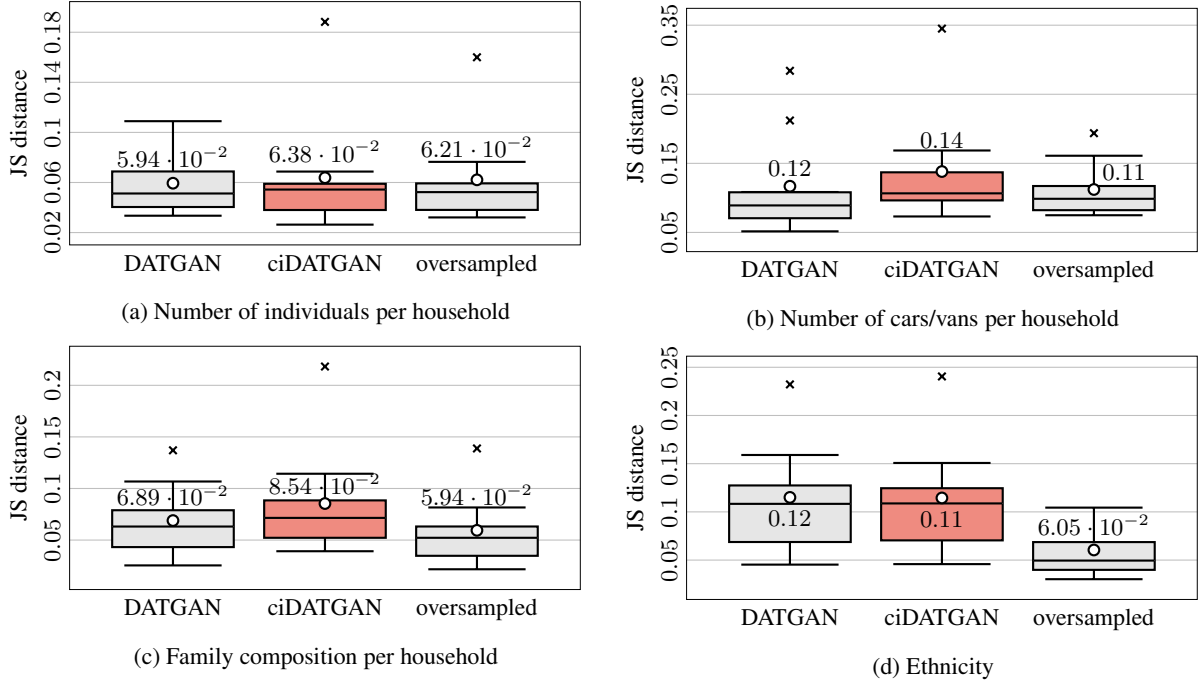 JS distance
0.18
0.14
0.1
0.06
0.02
5.94 · 10⁻²
6.38 · 10⁻²
6.21 · 10⁻²
DATGAN ciDATGAN oversampled
(a) Number of individuals per household
JS distance
0.35
0.25
0.15
0.05
0.12
0.14
0.11
DATGAN ciDATGAN oversampled
(b) Number of cars/vans per household
JS distance
0.2
0.15
0.1
0.05
6.89 · 10⁻²
8.54 · 10⁻²
5.94 · 10⁻²
DATGAN ciDATGAN oversampled
(c) Family composition per household
JS distance
0.25
0.2
0.15
0.1
0.05
0.12
0.11
6.05 · 10⁻²
DATGAN ciDATGAN oversampled
(d) Ethnicity